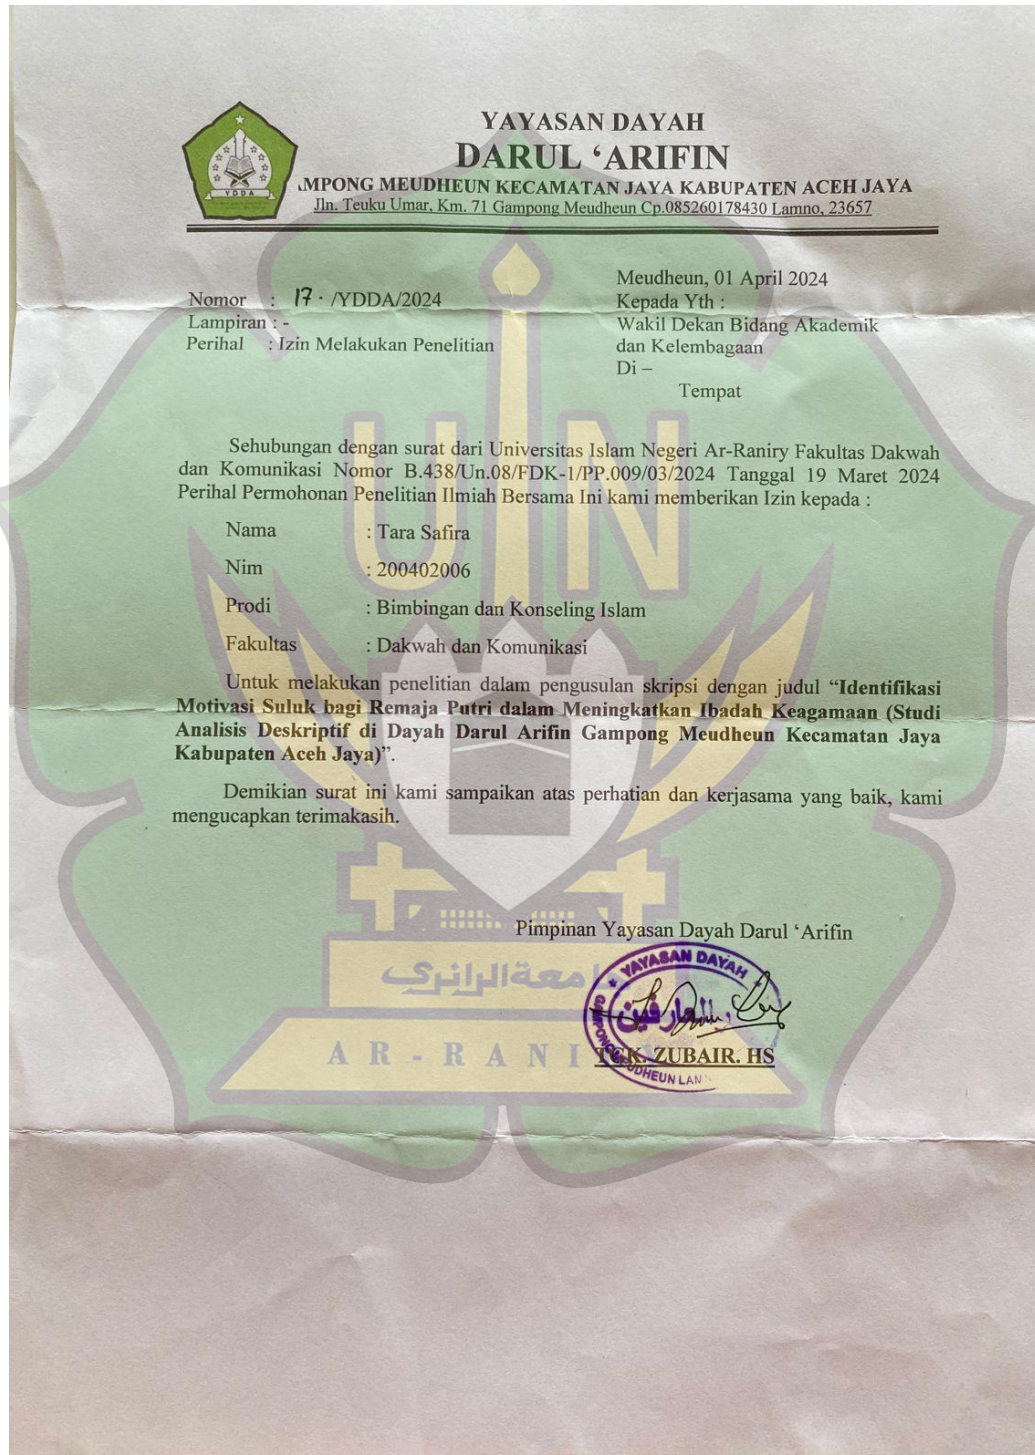 YAYASAN DAYAH
DARUL ‘ARIFIN
AMPONG MEUDHEUN KECAMATAN JAYA KABUPATEN ACEH JAYA
Jln. Teuku Umar, Km. 71 Gampong Meudheun Cp.085260178430 Lamno, 23657
YDDA
Meudheun, 01 April 2024
Nomor : 17. /YDDA/2024
Kepada Yth :
Lampiran : -
Wakil Dekan Bidang Akademik
Perihal : Izin Melakukan Penelitian
dan Kelembagaan
Di –
Tempat
Sehubungan dengan surat dari Universitas Islam Negeri Ar-Raniry Fakultas Dakwah
dan Komunikasi Nomor B.438/Un.08/FDK-1/PP.009/03/2024 Tanggal 19 Maret 2024
Perihal Permohonan Penelitian Ilmiah Bersama Ini kami memberikan Izin kepada :
Nama : Tara Safira
Nim : 200402006
Prodi : Bimbingan dan Konseling Islam
Fakultas : Dakwah dan Komunikasi
Untuk melakukan penelitian dalam pengusulan skripsi dengan judul “Identifikasi
Motivasi Suluk bagi Remaja Putri dalam Meningkatkan Ibadah Keagamaan (Studi
Analisis Deskriptif di Dayah Darul Arifin Gampong Meudheun Kecamatan Jaya
Kabupaten Aceh Jaya)”.
Demikian surat ini kami sampaikan atas perhatian dan kerjasama yang baik, kami
mengucapkan terimakasih.
Pimpinan Yayasan Dayah Darul ‘Arifin
YAYASAN DAYAH
GAMPONG MEUDHEUN
TGK. ZUBAIR. HS
UIN
الرانري
AR-RANI